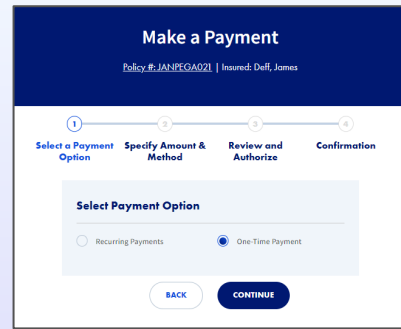 Make a Payment
Policy #: JANPEGA021 | Insured: Deff, James
1 2 3 4
Select a Payment Option
Specify Amount & Method
Review and Authorize
Confirmation
Select Payment Option
Recurring Payments One-Time Payment
BACK CONTINUE